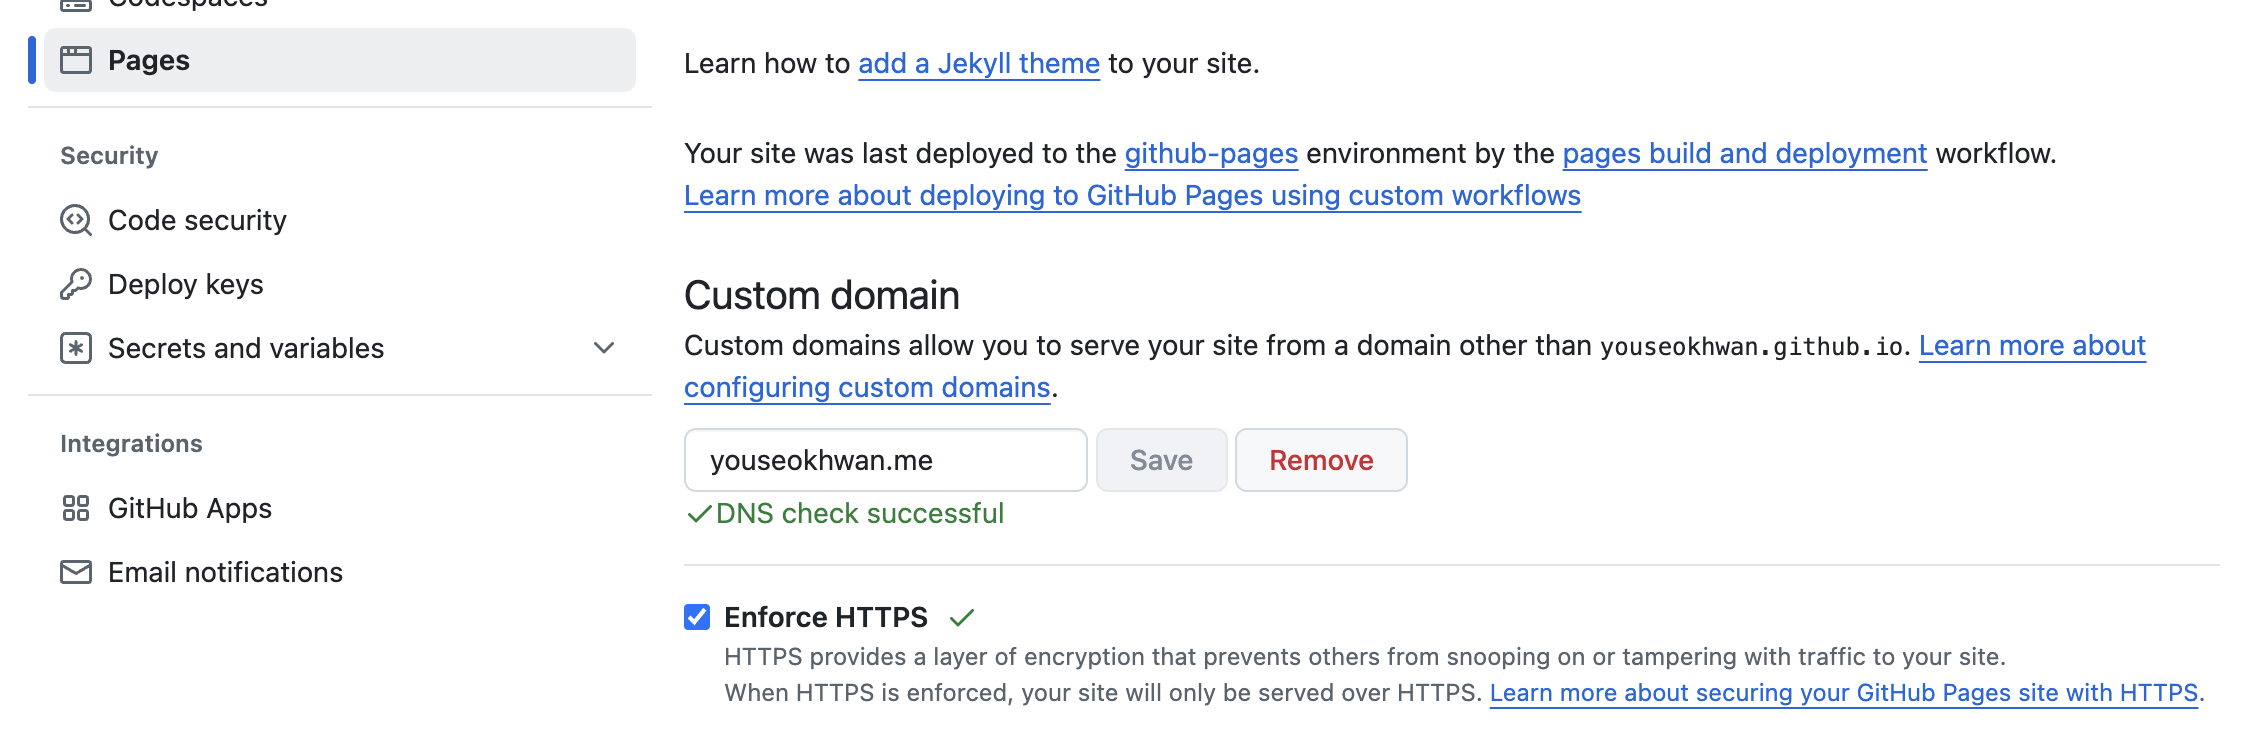 Codespaces
Pages
Security
Code security
Deploy keys
Secrets and variables
Integrations
GitHub Apps
Email notifications
Learn how to add a Jekyll theme to your site.
Your site was last deployed to the github-pages environment by the pages build and deployment workflow.
Learn more about deploying to GitHub Pages using custom workflows
Custom domain
Custom domains allow you to serve your site from a domain other than youseokhwan.github.io. Learn more about
configuring custom domains.
youseokhwan.me Save Remove
DNS check successful
Enforce HTTPS
HTTPS provides a layer of encryption that prevents others from snooping on or tampering with traffic to your site.
When HTTPS is enforced, your site will only be served over HTTPS. Learn more about securing your GitHub Pages site with HTTPS.